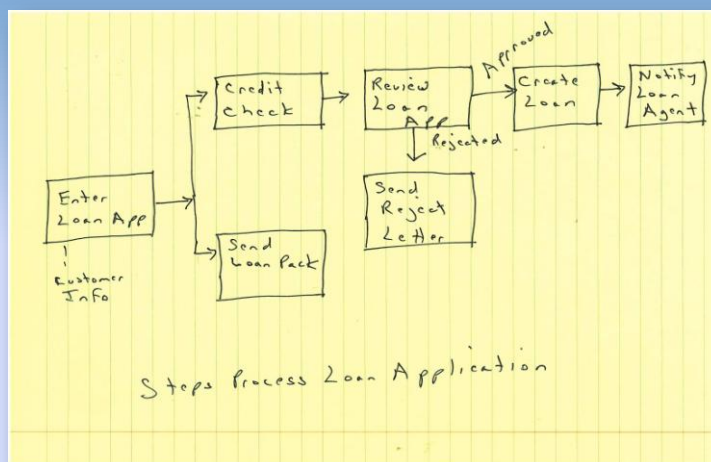 Enter
Loan App
Customer
Info
Credit
Check
Send
Loan Pack
Review
Loan
App
Approved
Rejected
Send
Reject
Letter
Create
Loan
Notify
Loan
Agent
Steps Process Loan Application